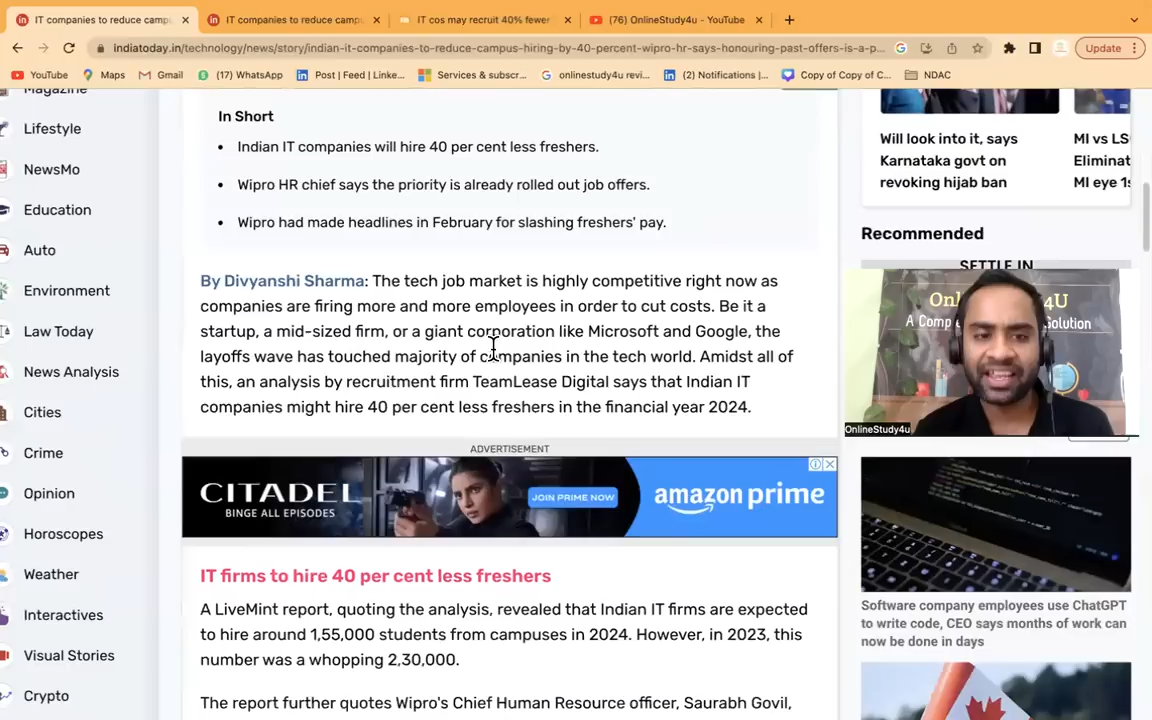 IT companies to reduce camp
IT companies to reduce camp
IT cos may recruit 40% fewer
(76) OnlineStudy4u - YouTube
indiatoday.in/technology/news/story/indian-it-companies-to-reduce-campus-hiring-by-40-percent-wipro-hr-says-honouring-past-offers-is-a-p...
Update
YouTube
Maps
Gmail
(17) WhatsApp
Post | Feed | Linke...
Services & subscr...
onlinestudy4u revi...
(2) Notifications |...
Copy of Copy of C...
NDAC
Magazine
Lifestyle
NewsMo
Education
Auto
Environment
Law Today
News Analysis
Cities
Crime
Opinion
Horoscopes
Weather
Interactives
Visual Stories
Crypto
In Short
• Indian IT companies will hire 40 per cent less freshers.
• Wipro HR chief says the priority is already rolled out job offers.
• Wipro had made headlines in February for slashing freshers' pay.
By Divyanshi Sharma: The tech job market is highly competitive right now as
companies are firing more and more employees in order to cut costs. Be it a
startup, a mid-sized firm, or a giant corporation like Microsoft and Google, the
layoffs wave has touched majority of companies in the tech world. Amidst all of
this, an analysis by recruitment firm TeamLease Digital says that Indian IT
companies might hire 40 per cent less freshers in the financial year 2024.
ADVERTISEMENT
CITADEL
BINGE ALL EPISODES
JOIN PRIME NOW
amazon prime
IT firms to hire 40 per cent less freshers
A LiveMint report, quoting the analysis, revealed that Indian IT firms are expected
to hire around 1,55,000 students from campuses in 2024. However, in 2023, this
number was a whopping 2,30,000.
The report further quotes Wipro's Chief Human Resource officer, Saurabh Govil,
Will look into it, says
Karnataka govt on
revoking hijab ban
MI vs LS
Eliminat
MI eye 1s
Recommended
SETTLE IN
4U
A Comp
Solution
OnlineStudy4u
Software company employees use ChatGPT
to write code, CEO says months of work can
now be done in days